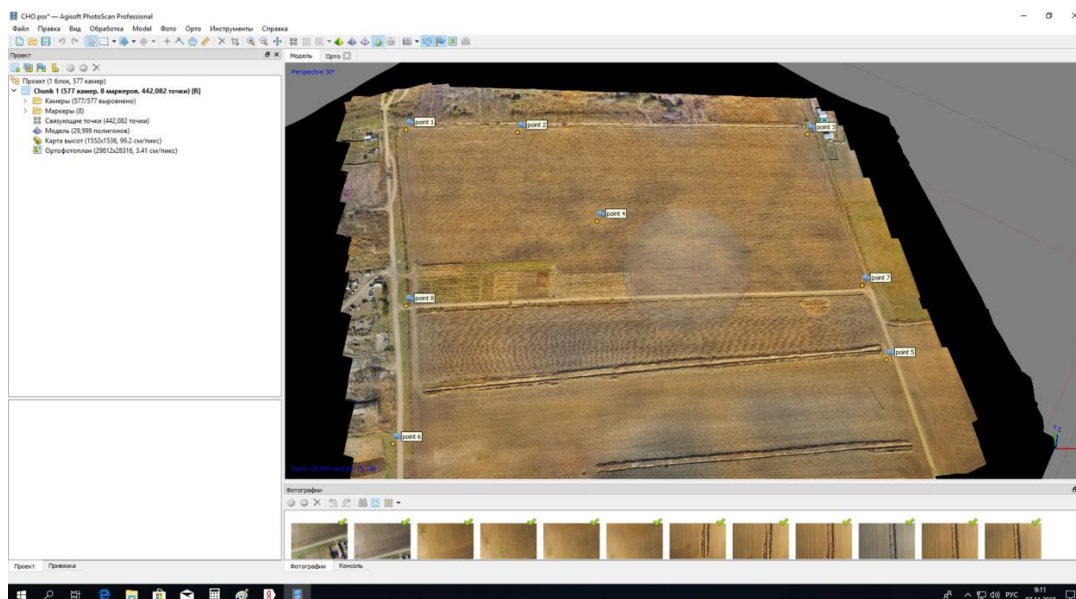 CHO.psx* — Agisoft PhotoScan Professional
Файл Правка Вид Обработка Model Фото Орто Инструменты Справка
Проект
Модель Орто
Perspective 30°
Проект (1 блок, 577 камер)
Chunk 1 (577 камер, 8 маркеров, 442,082 точки) [R]
Камеры (577/577 выровнено)
Маркеры (8)
Связующие точки (442,082 точки)
Модель (29,999 полигонов)
Карта высот (1552x1536, 99.2 см/пикс)
Ортофотоплан (29812x28316, 3.41 см/пикс)
point 1
point 2
point 3
point 4
point 7
point 8
point 5
point 6
Фотографии
Проект Привязка
Фотографии Консоль
РУС
9:11